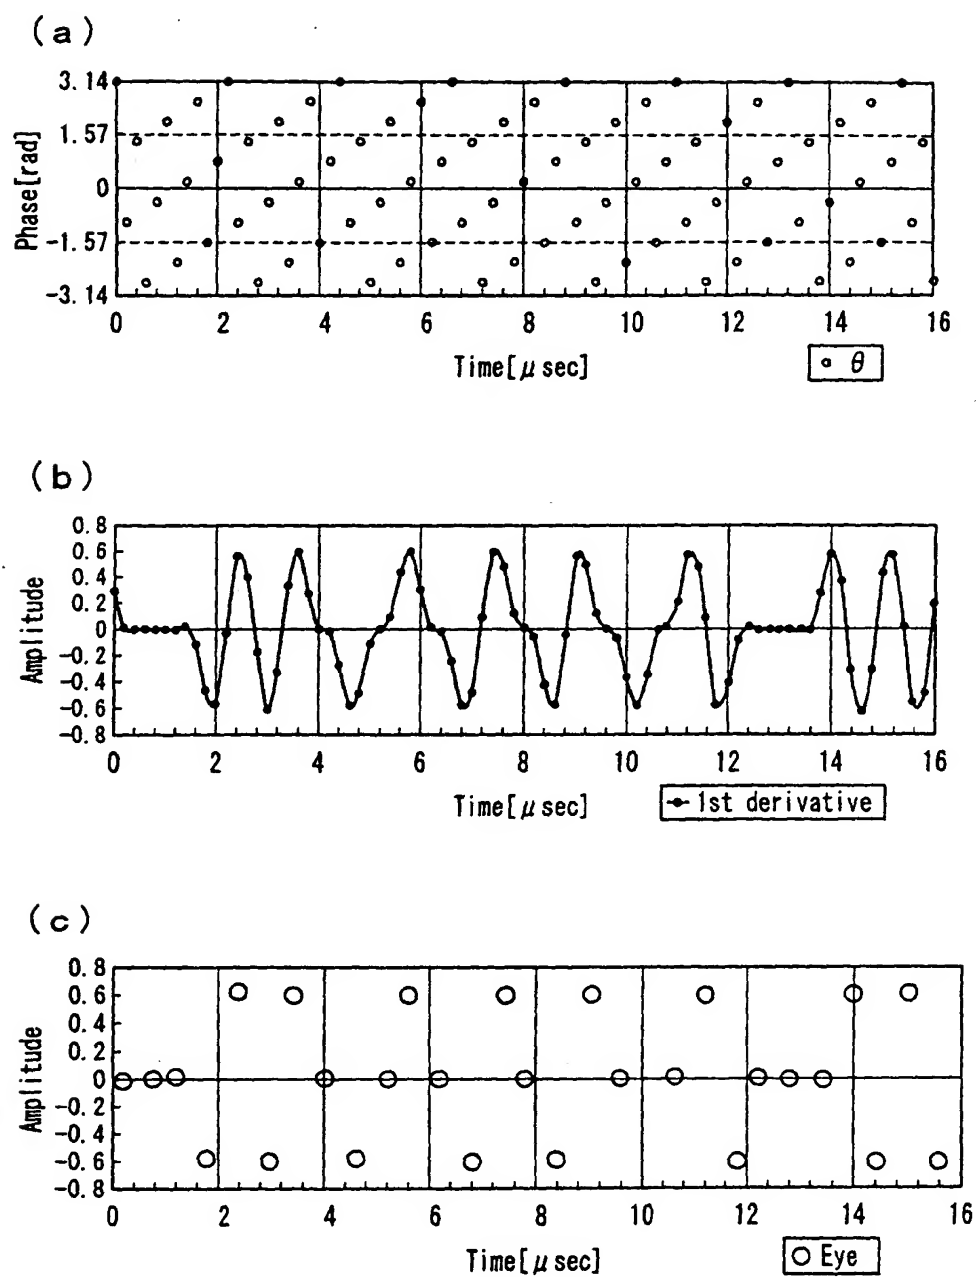 (a)
3.14
1.57
0
-1.57
-3.14
Phase[rad]
0 2 4 6 8 10 12 14 16
Time[μsec]
θ
(b)
0.8
0.6
0.4
0.2
0
-0.2
-0.4
-0.6
-0.8
Amplitude
0 2 4 6 8 10 12 14 16
Time[μsec]
1st derivative
(c)
0.8
0.6
0.4
0.2
0
-0.2
-0.4
-0.6
-0.8
Amplitude
0 2 4 6 8 10 12 14 16
Time[μsec]
Eye